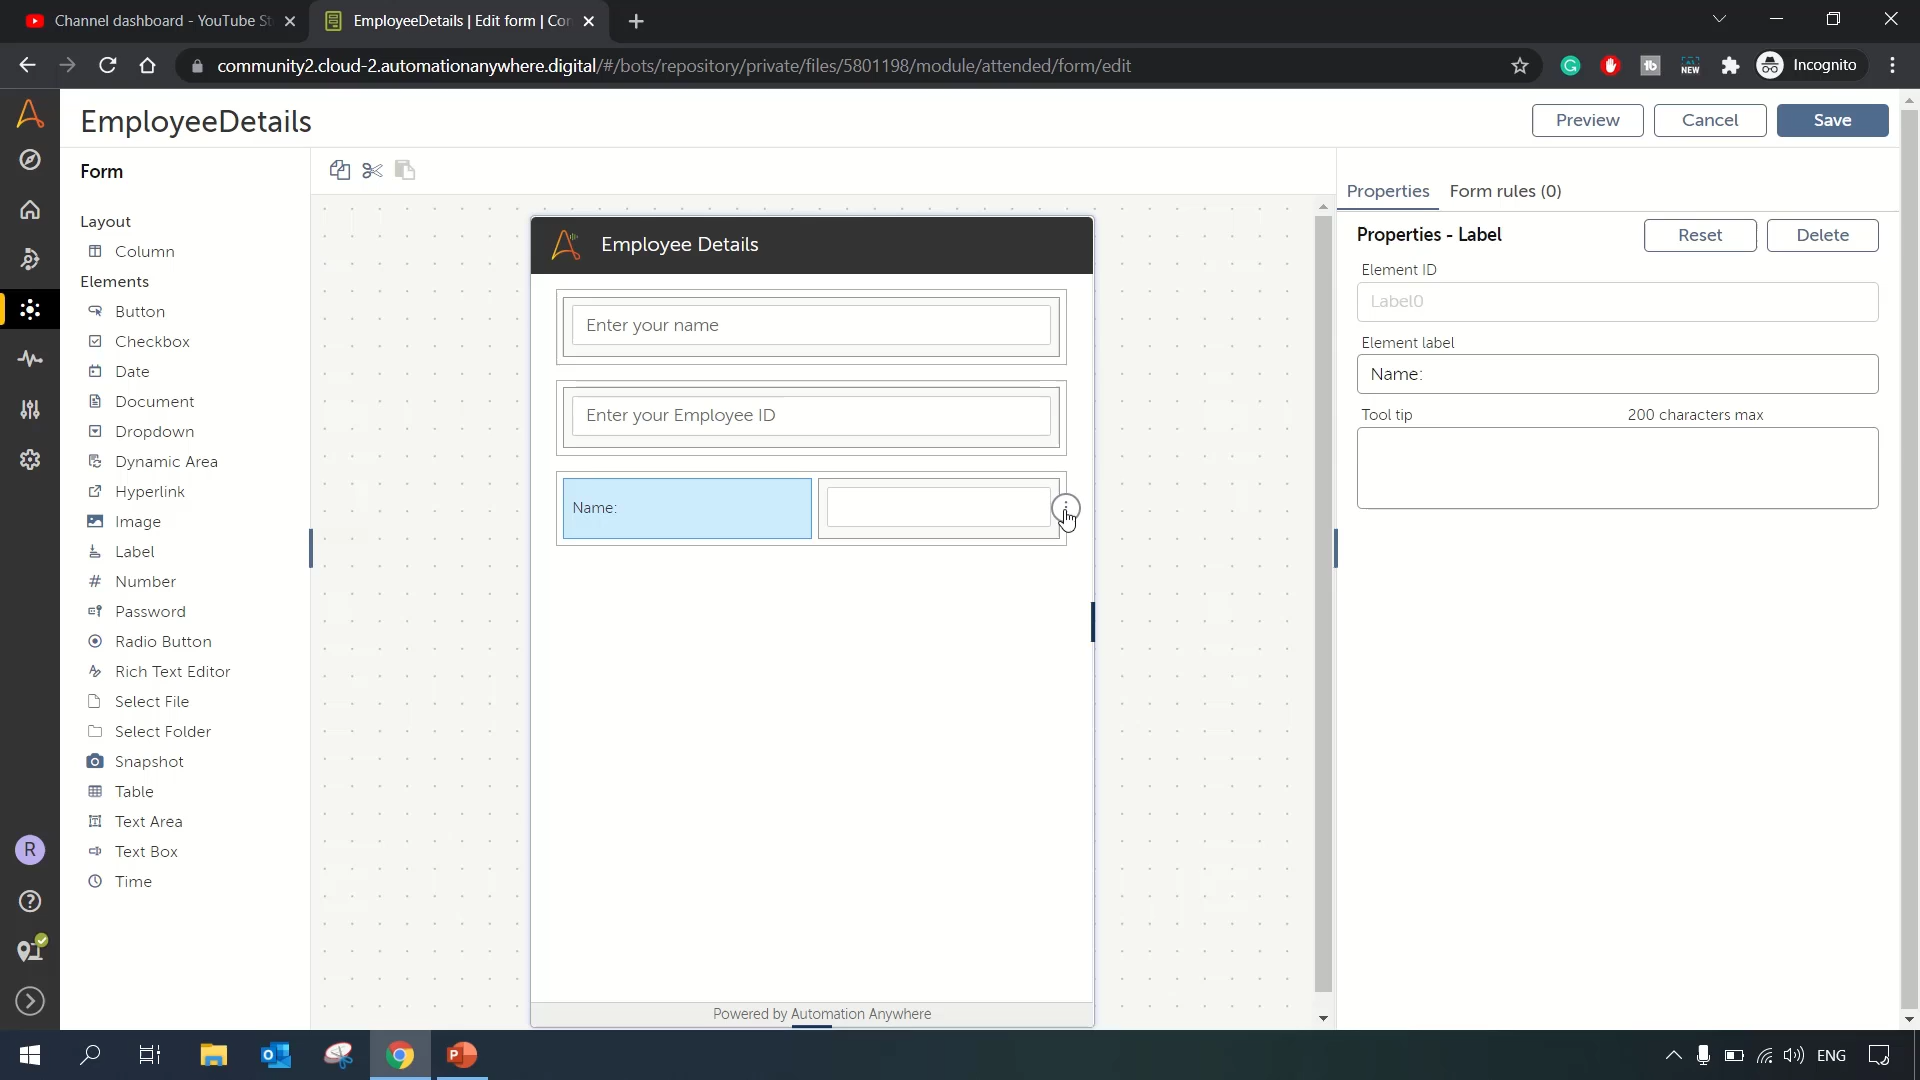 Channel dashboard - YouTube St
EmployeeDetails | Edit form | Con
community2.cloud-2.automationanywhere.digital/#/bots/repository/private/files/5801198/module/attended/form/edit
NEW
Incognito
EmployeeDetails
Preview
Cancel
Save
Form
Layout
Column
Elements
Button
Checkbox
Date
Document
Dropdown
Dynamic Area
Hyperlink
Image
Label
Number
Password
Radio Button
Rich Text Editor
Select File
Select Folder
Snapshot
Table
Text Area
Text Box
Time
R
Employee Details
Enter your name
Enter your Employee ID
Name:
Powered by Automation Anywhere
Properties
Form rules (0)
Properties - Label
Reset
Delete
Element ID
Label0
Element label
Name:
Tool tip
200 characters max
ENG